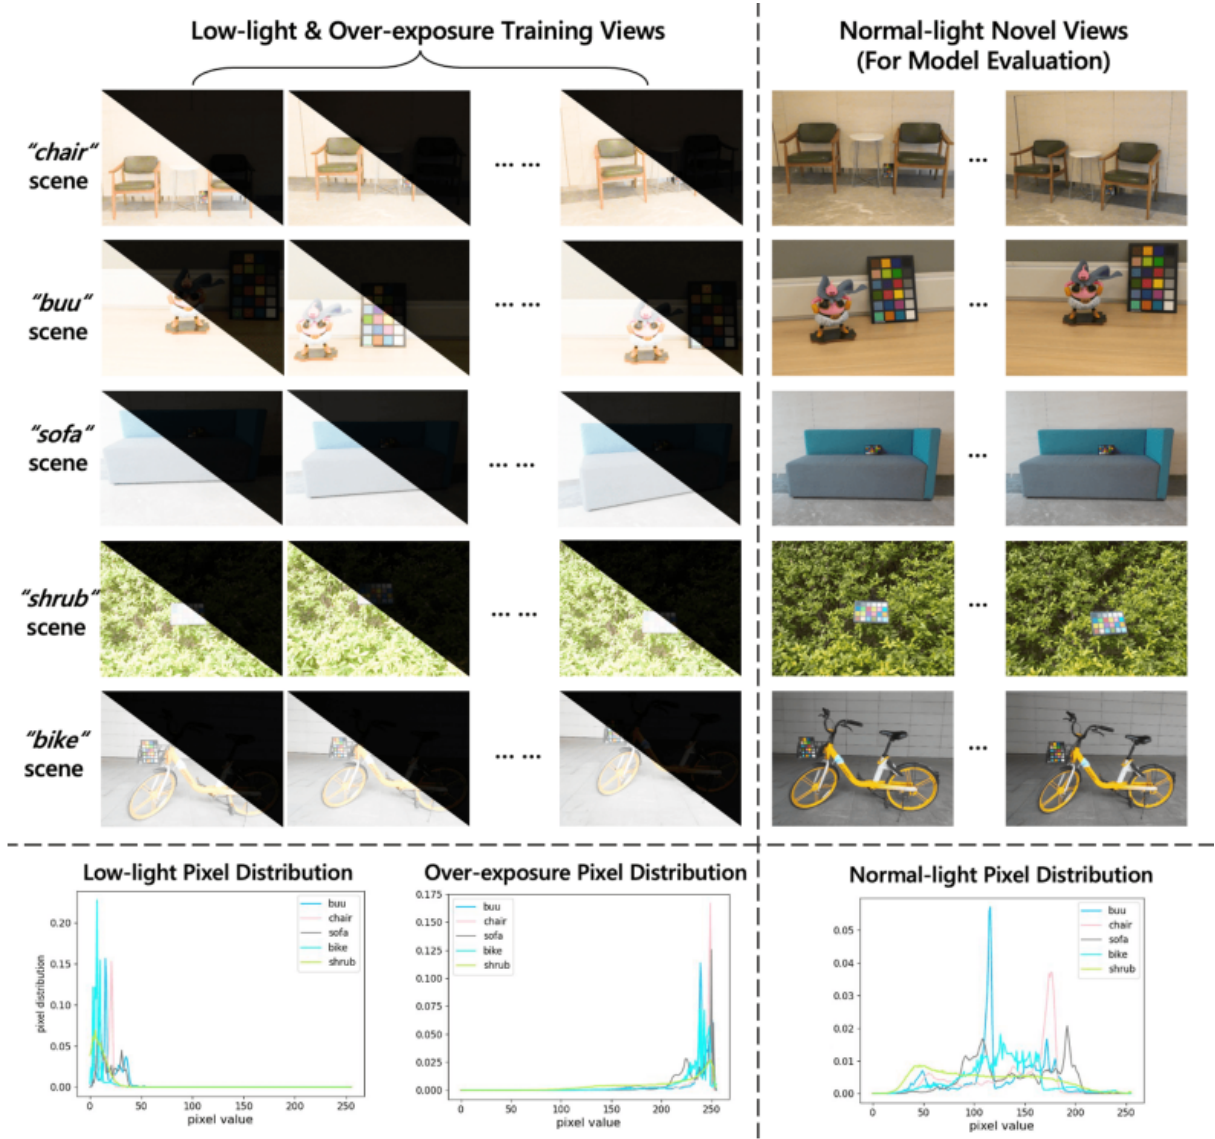 Low-light & Over-exposure Training Views
Normal-light Novel Views
(For Model Evaluation)
“chair“
scene
... ...
...
“buu“
scene
... ...
...
“sofa“
scene
... ...
...
“shrub“
scene
... ...
...
“bike“
scene
... ...
...
Low-light Pixel Distribution
pixel distribution
0.20
0.15
0.10
0.05
0.00
0 50 100 150 200 250
pixel value
buu
chair
sofa
bike
shrub
Over-exposure Pixel Distribution
0.175
0.150
0.125
0.100
0.075
0.050
0.025
0.000
0 50 100 150 200 250
pixel value
buu
chair
sofa
bike
shrub
Normal-light Pixel Distribution
0.05
0.04
0.03
0.02
0.01
0.00
0 50 100 150 200 250
pixel value
buu
chair
sofa
bike
shrub